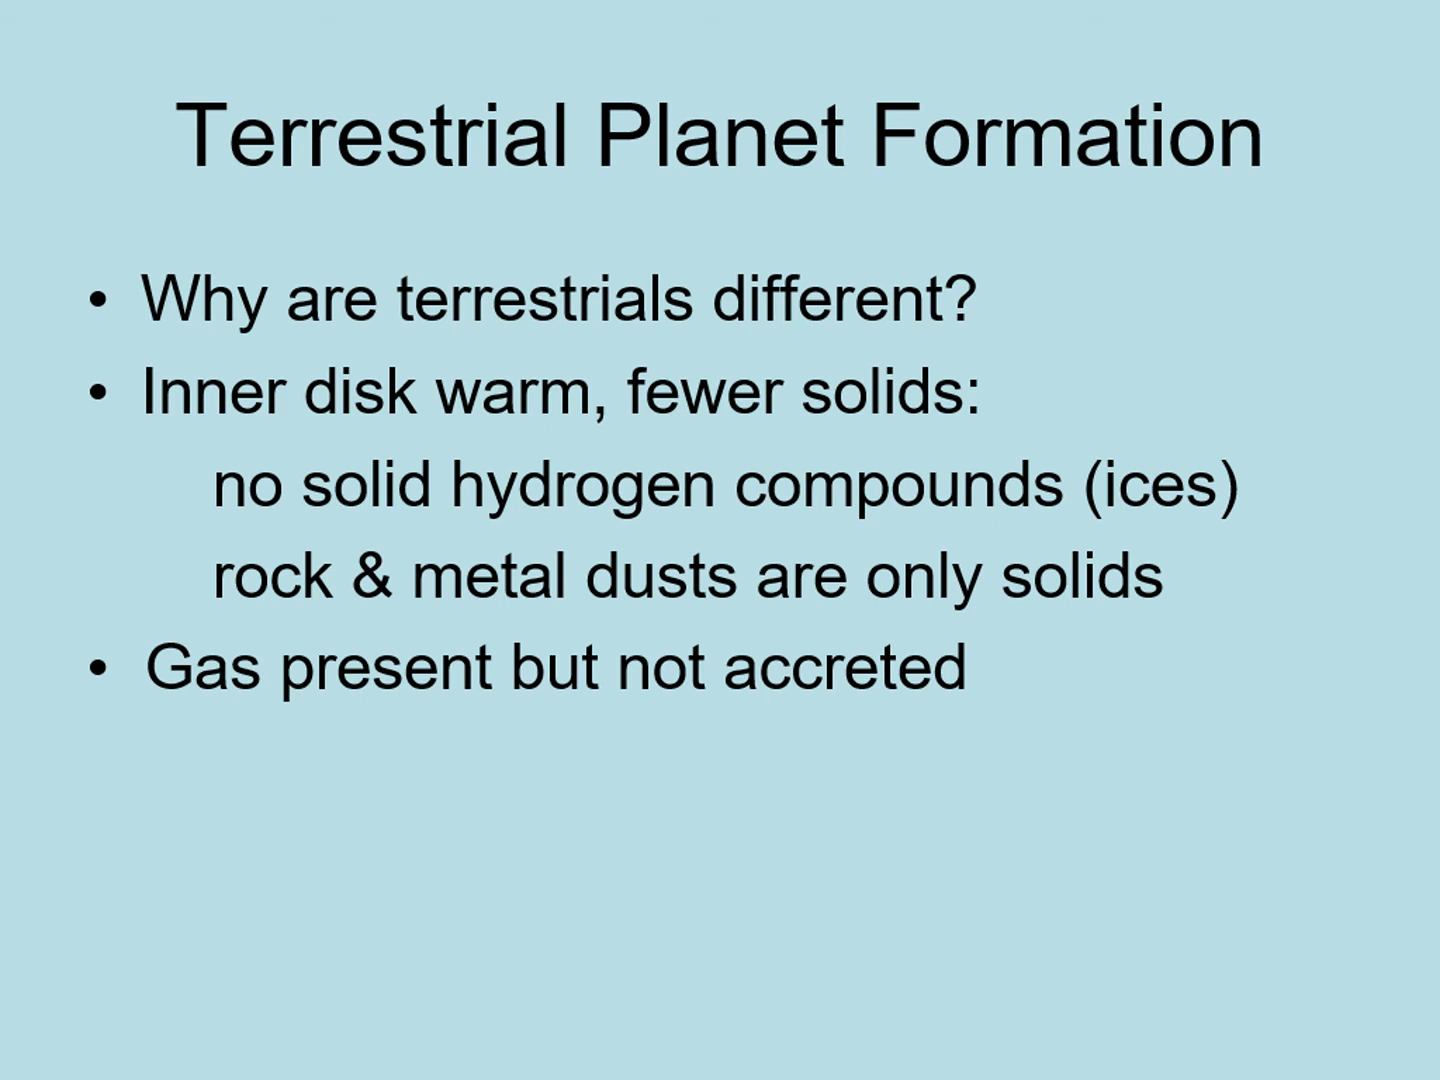 Terrestrial Planet Formation
• Why are terrestrials different?
• Inner disk warm, fewer solids:
no solid hydrogen compounds (ices)
rock & metal dusts are only solids
• Gas present but not accreted